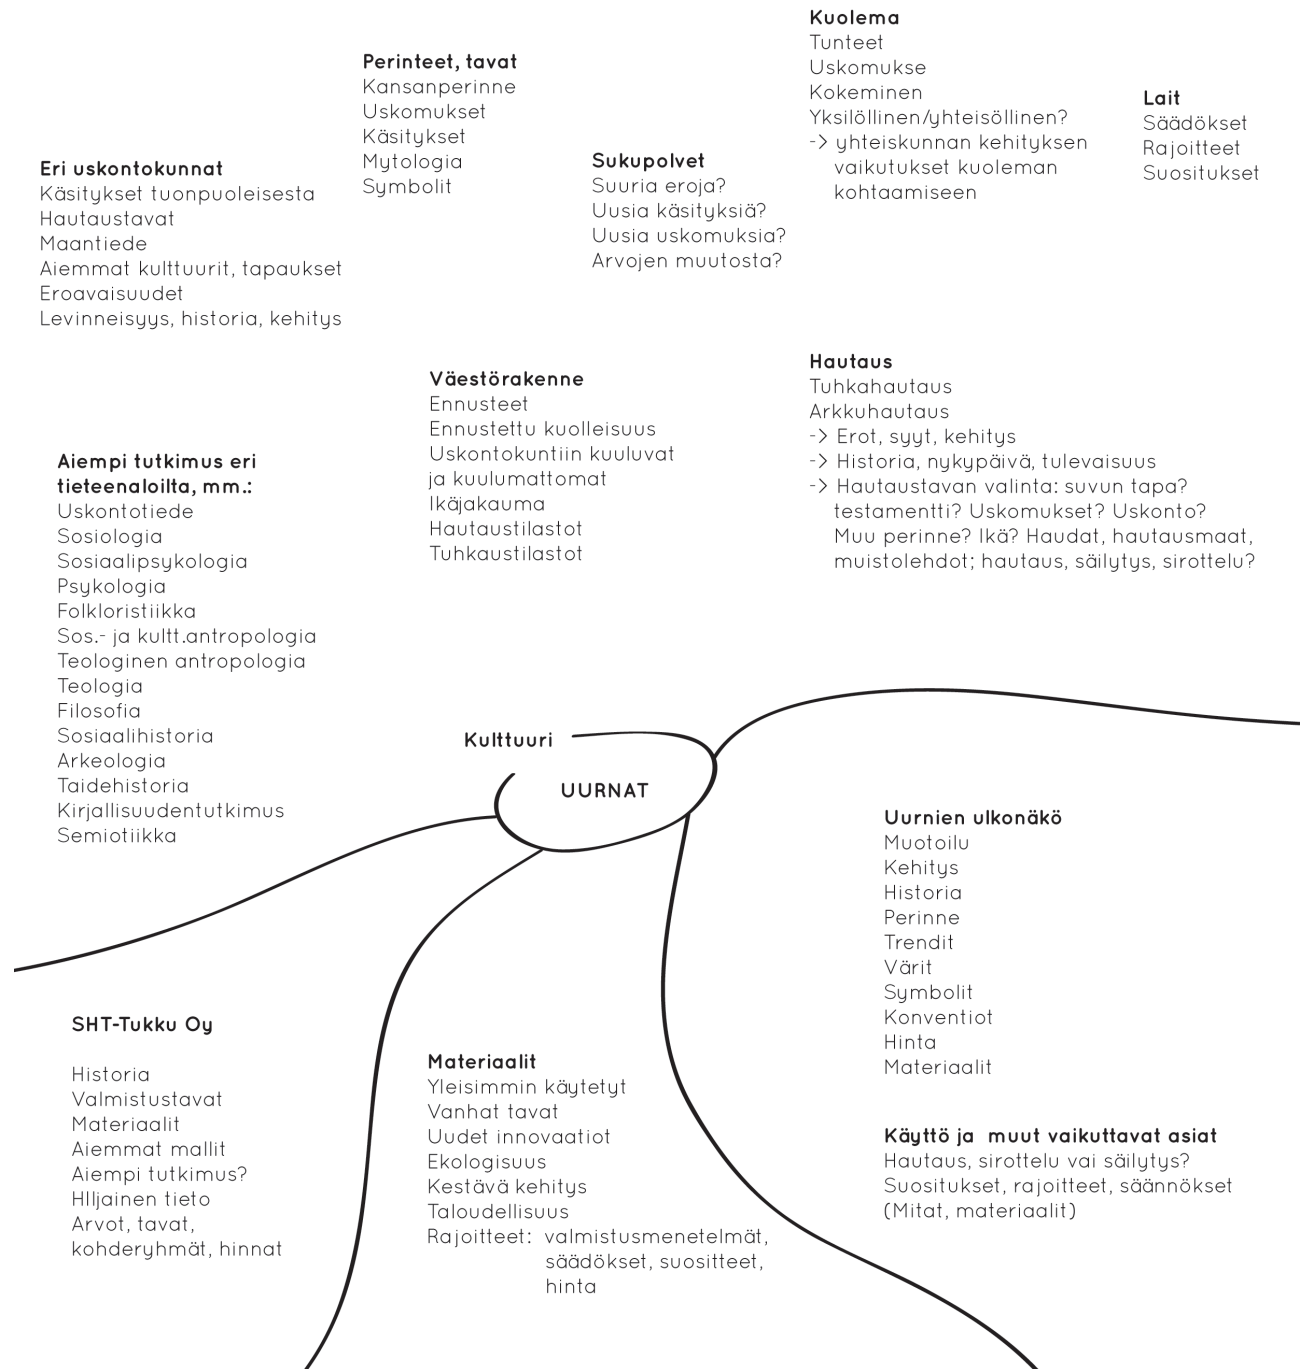 Kuolema
Tunteet
Uskomukse
Kokeminen
Yksilöllinen/yhteisöllinen?
-> yhteiskunnan kehityksen
vaikutukset kuoleman
kohtaamiseen
Perinteet, tavat
Kansanperinne
Uskomukset
Käsitykset
Mytologia
Symbolit
Lait
Säädökset
Rajoitteet
Suositukset
Sukupolvet
Suuria eroja?
Uusia käsityksiä?
Uusia uskomuksia?
Arvojen muutosta?
Eri uskontokunnat
Käsitykset tuonpuoleisesta
Hautaustavat
Maantiede
Aiemmat kulttuurit, tapaukset
Eroavaisuudet
Levinneisyys, historia, kehitys
Väestörakenne
Ennusteet
Ennustettu kuolleisuus
Uskontokuntiin kuuluvat
ja kuulumattomat
Ikäjakauma
Hautaustilastot
Tuhkaustilastot
Hautaus
Tuhkahautaus
Arkkuhautaus
-> Erot, syyt, kehitys
-> Historia, nykypäivä, tulevaisuus
-> Hautaustavan valinta: suvun tapa?
testamentti? Uskomukset? Uskonto?
Muu perinne? Ikä? Haudat, hautausmaat,
muistolehdot; hautaus, säilytys, sirottelu?
Aiempi tutkimus eri
tieteenaloilta, mm.:
Uskontotiede
Sosiologia
Sosiaalipsykologia
Psykologia
Folkloristiikka
Sos.- ja kultt.antropologia
Teologinen antropologia
Teologia
Filosofia
Sosiaalihistoria
Arkeologia
Taidehistoria
Kirjallisuudentutkimus
Semiotiikka
Kulttuuri
UURNAT
Uurnien ulkonäkö
Muotoilu
Kehitys
Historia
Perinne
Trendit
Värit
Symbolit
Konventiot
Hinta
Materiaalit
SHT-Tukku Oy
Historia
Valmistustavat
Materiaalit
Aiemmat mallit
Aiempi tutkimus?
HIljainen tieto
Arvot, tavat,
kohderyhmät, hinnat
Materiaalit
Yleisimmin käytetyt
Vanhat tavat
Uudet innovaatiot
Ekologisuus
Kestävä kehitys
Taloudellisuus
Rajoitteet: valmistusmenetelmät,
säädökset, suositteet,
hinta
Käyttö ja muut vaikuttavat asiat
Hautaus, sirottelu vai säilytys?
Suositukset, rajoitteet, säännökset
(Mitat, materiaalit)